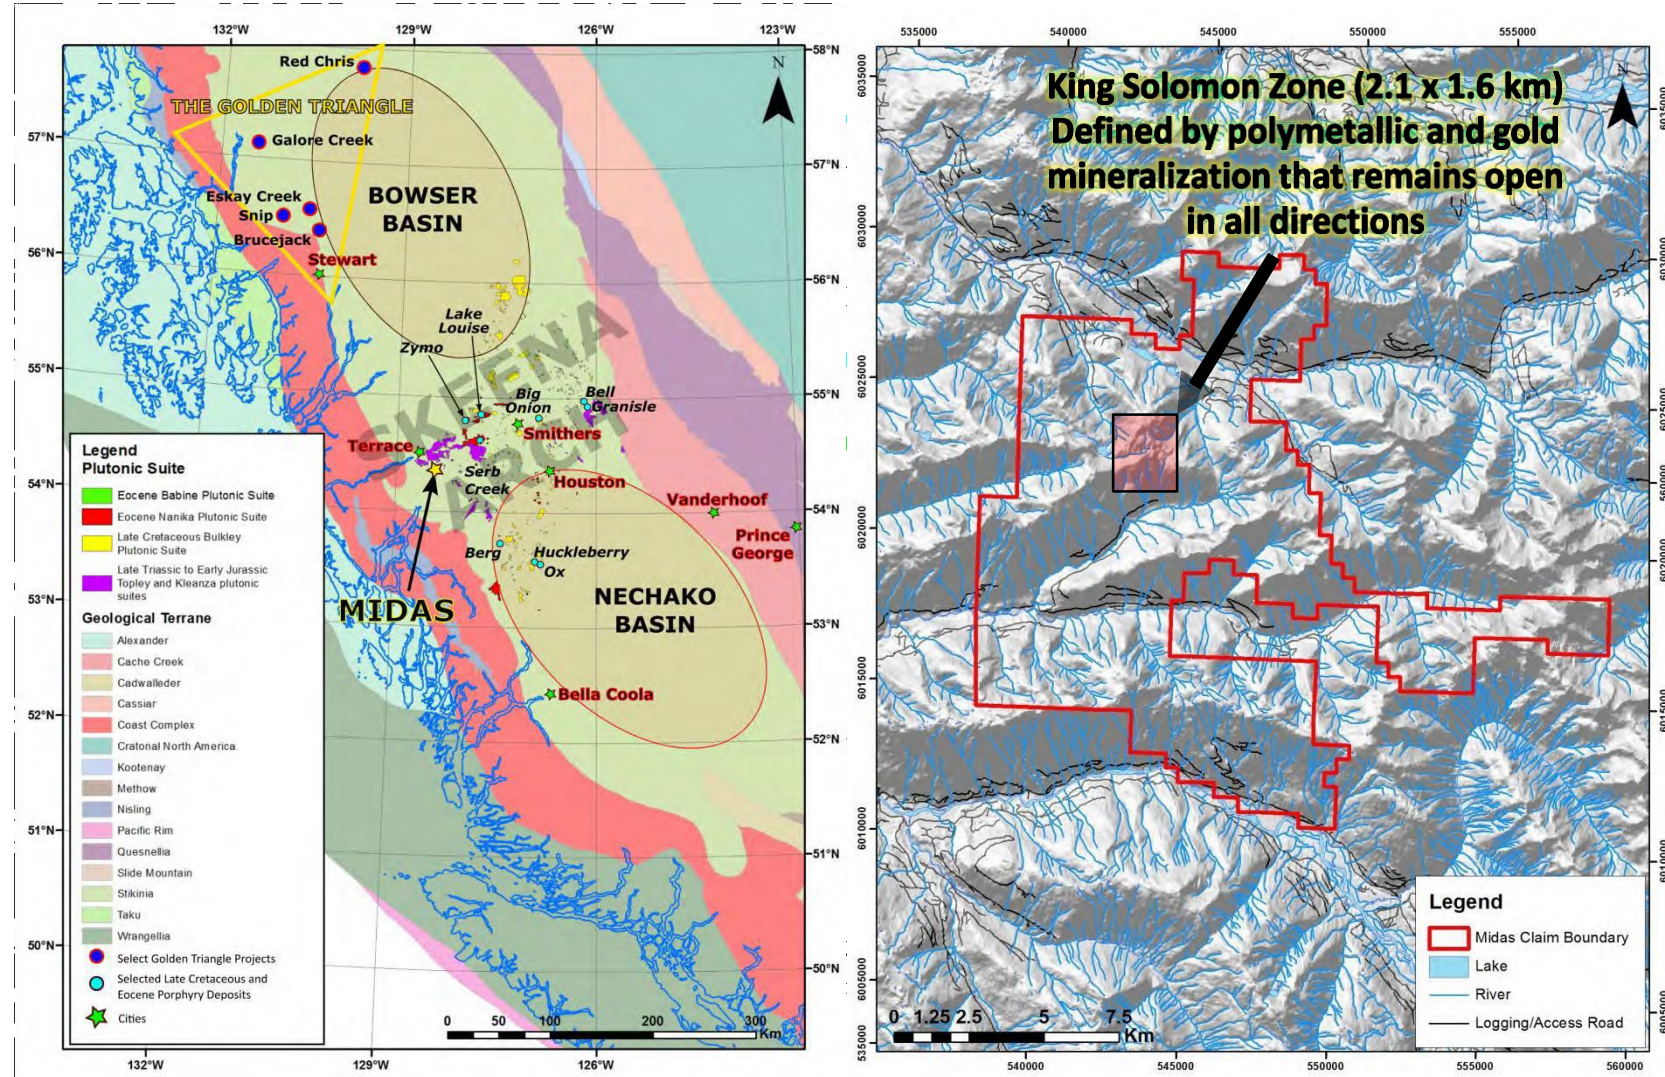 132°W
129°W
126°W
123°W
58°N
57°N
57°N
56°N
56°N
55°N
55°N
54°N
54°N
53°N
53°N
52°N
52°N
51°N
51°N
50°N
50°N
132°W
129°W
126°W
N
Red Chris
THE GOLDEN TRIANGLE
Galore Creek
Eskay Creek
Snip
Brucejack
Stewart
BOWSER
BASIN
SKEENA
ARCH
Lake
Louise
Zymo
Big
Onion
Bell
Granisle
Smithers
Terrace
Serb
Creek
Houston
Vanderhoof
Prince
George
Berg
Huckleberry
Ox
MIDAS
NECHAKO
BASIN
Bella Coola
Legend
Plutonic Suite
Eocene Babine Plutonic Suite
Eocene Nanika Plutonic Suite
Late Cretaceous Bulkley
Plutonic Suite
Late Triassic to Early Jurassic
Topley and Kleanza plutonic
suites
Geological Terrane
Alexander
Cache Creek
Cadwalleder
Cassiar
Coast Complex
Cratonal North America
Kootenay
Methow
Nisling
Pacific Rim
Quesnellia
Slide Mountain
Stikinia
Taku
Wrangellia
Select Golden Triangle Projects
Selected Late Cretaceous and
Eocene Porphyry Deposits
Cities
0 50 100 200 300
Km
535000
540000
545000
550000
555000
6035000
6030000
6025000
6020000
6015000
6010000
6005000
6035000
6030000
6025000
6020000
6015000
6010000
540000
545000
550000
555000
560000
King Solomon Zone (2.1 x 1.6 km)
Defined by polymetallic and gold
mineralization that remains open
in all directions
0 1.25 2.5 5 7.5
Km
Legend
Midas Claim Boundary
Lake
River
Logging/Access Road